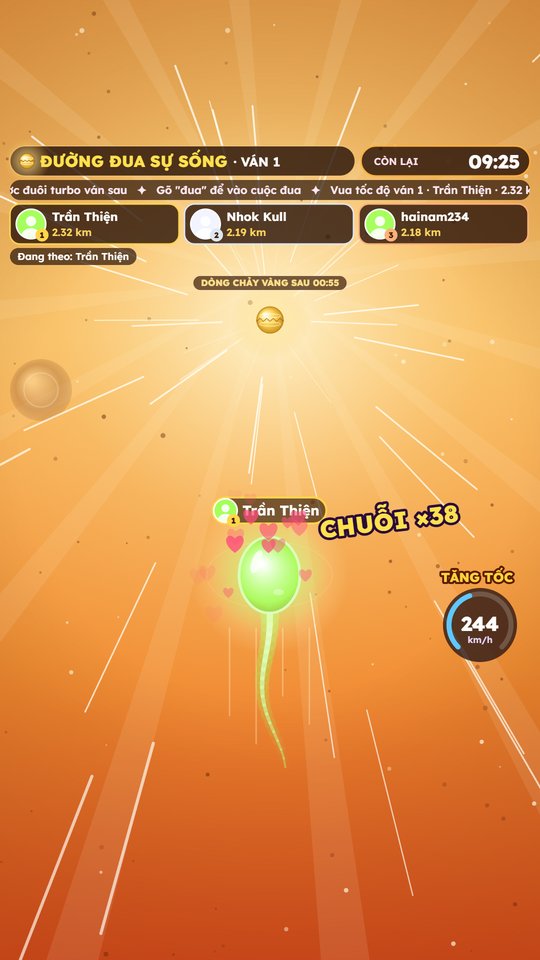 ĐƯỜNG ĐUA SỰ SỐNG · VÁN 1
CÒN LẠI 09:25
ợc đuôi turbo ván sau ✦ Gõ "đua" để vào cuộc đua ✦ Vua tốc độ ván 1 · Trần Thiện · 2.32 k
Trần Thiện
2.32 km
1
Nhok Kull
2.19 km
2
hainam234
2.18 km
3
Đang theo: Trần Thiện
DÒNG CHẢY VÀNG SAU 00:55
Trần Thiện
1
CHUỖI ×38
TĂNG TỐC
244
km/h